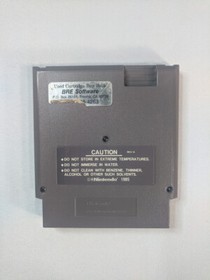 Used Cartridge Buy Help
BRE Software
CAUTION
●DO NOT STORE IN EXTREME TEMPERATURES.
●DO NOT IMMERSE IN WATER.
●DO NOT CLEAN WITH BENZENE, THINNER,
ALCOHOL OR OTHER SUCH SOLVENTS.
©Nintendo 1985